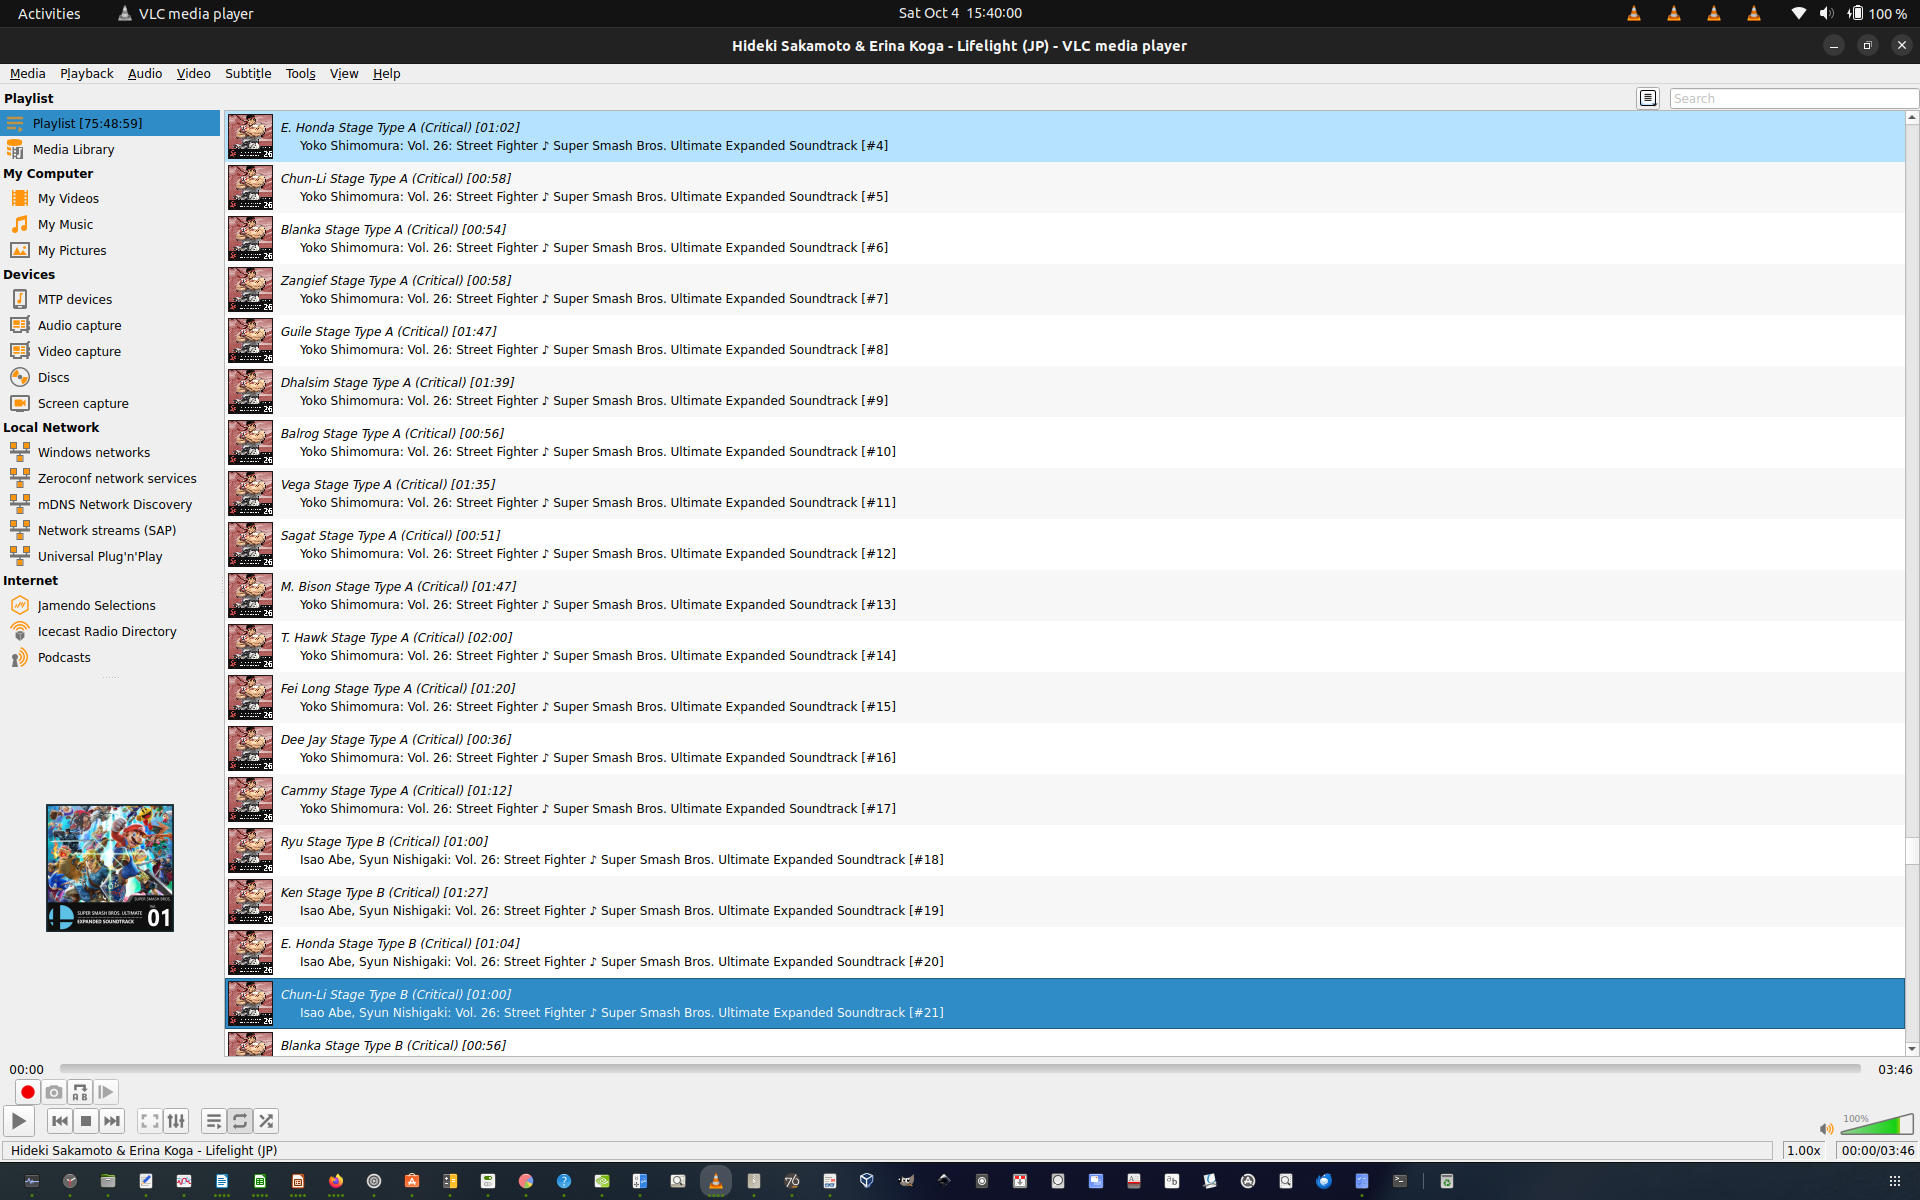 Activities
VLC media player
Sat Oct 4 15:40:00
100 %
Hideki Sakamoto & Erina Koga - Lifelight (JP) - VLC media player
Media Playback Audio Video Subtitle Tools View Help
Playlist
Search
Playlist [75:48:59]
Media Library
My Computer
My Videos
My Music
My Pictures
Devices
MTP devices
Audio capture
Video capture
Discs
Screen capture
Local Network
Windows networks
Zeroconf network services
mDNS Network Discovery
Network streams (SAP)
Universal Plug'n'Play
Internet
Jamendo Selections
Icecast Radio Directory
Podcasts
SUPER SMASH BROS. ULTIMATE
EXPANDED SOUNDTRACK
01
E. Honda Stage Type A (Critical) [01:02]
Yoko Shimomura: Vol. 26: Street Fighter ♪ Super Smash Bros. Ultimate Expanded Soundtrack [#4]
Chun-Li Stage Type A (Critical) [00:58]
Yoko Shimomura: Vol. 26: Street Fighter ♪ Super Smash Bros. Ultimate Expanded Soundtrack [#5]
Blanka Stage Type A (Critical) [00:54]
Yoko Shimomura: Vol. 26: Street Fighter ♪ Super Smash Bros. Ultimate Expanded Soundtrack [#6]
Zangief Stage Type A (Critical) [00:58]
Yoko Shimomura: Vol. 26: Street Fighter ♪ Super Smash Bros. Ultimate Expanded Soundtrack [#7]
Guile Stage Type A (Critical) [01:47]
Yoko Shimomura: Vol. 26: Street Fighter ♪ Super Smash Bros. Ultimate Expanded Soundtrack [#8]
Dhalsim Stage Type A (Critical) [01:39]
Yoko Shimomura: Vol. 26: Street Fighter ♪ Super Smash Bros. Ultimate Expanded Soundtrack [#9]
Balrog Stage Type A (Critical) [00:56]
Yoko Shimomura: Vol. 26: Street Fighter ♪ Super Smash Bros. Ultimate Expanded Soundtrack [#10]
Vega Stage Type A (Critical) [01:35]
Yoko Shimomura: Vol. 26: Street Fighter ♪ Super Smash Bros. Ultimate Expanded Soundtrack [#11]
Sagat Stage Type A (Critical) [00:51]
Yoko Shimomura: Vol. 26: Street Fighter ♪ Super Smash Bros. Ultimate Expanded Soundtrack [#12]
M. Bison Stage Type A (Critical) [01:47]
Yoko Shimomura: Vol. 26: Street Fighter ♪ Super Smash Bros. Ultimate Expanded Soundtrack [#13]
T. Hawk Stage Type A (Critical) [02:00]
Yoko Shimomura: Vol. 26: Street Fighter ♪ Super Smash Bros. Ultimate Expanded Soundtrack [#14]
Fei Long Stage Type A (Critical) [01:20]
Yoko Shimomura: Vol. 26: Street Fighter ♪ Super Smash Bros. Ultimate Expanded Soundtrack [#15]
Dee Jay Stage Type A (Critical) [00:36]
Yoko Shimomura: Vol. 26: Street Fighter ♪ Super Smash Bros. Ultimate Expanded Soundtrack [#16]
Cammy Stage Type A (Critical) [01:12]
Yoko Shimomura: Vol. 26: Street Fighter ♪ Super Smash Bros. Ultimate Expanded Soundtrack [#17]
Ryu Stage Type B (Critical) [01:00]
Isao Abe, Syun Nishigaki: Vol. 26: Street Fighter ♪ Super Smash Bros. Ultimate Expanded Soundtrack [#18]
Ken Stage Type B (Critical) [01:27]
Isao Abe, Syun Nishigaki: Vol. 26: Street Fighter ♪ Super Smash Bros. Ultimate Expanded Soundtrack [#19]
E. Honda Stage Type B (Critical) [01:04]
Isao Abe, Syun Nishigaki: Vol. 26: Street Fighter ♪ Super Smash Bros. Ultimate Expanded Soundtrack [#20]
Chun-Li Stage Type B (Critical) [01:00]
Isao Abe, Syun Nishigaki: Vol. 26: Street Fighter ♪ Super Smash Bros. Ultimate Expanded Soundtrack [#21]
Blanka Stage Type B (Critical) [00:56]
00:00
03:46
100%
Hideki Sakamoto & Erina Koga - Lifelight (JP)
1.00x
00:00/03:46